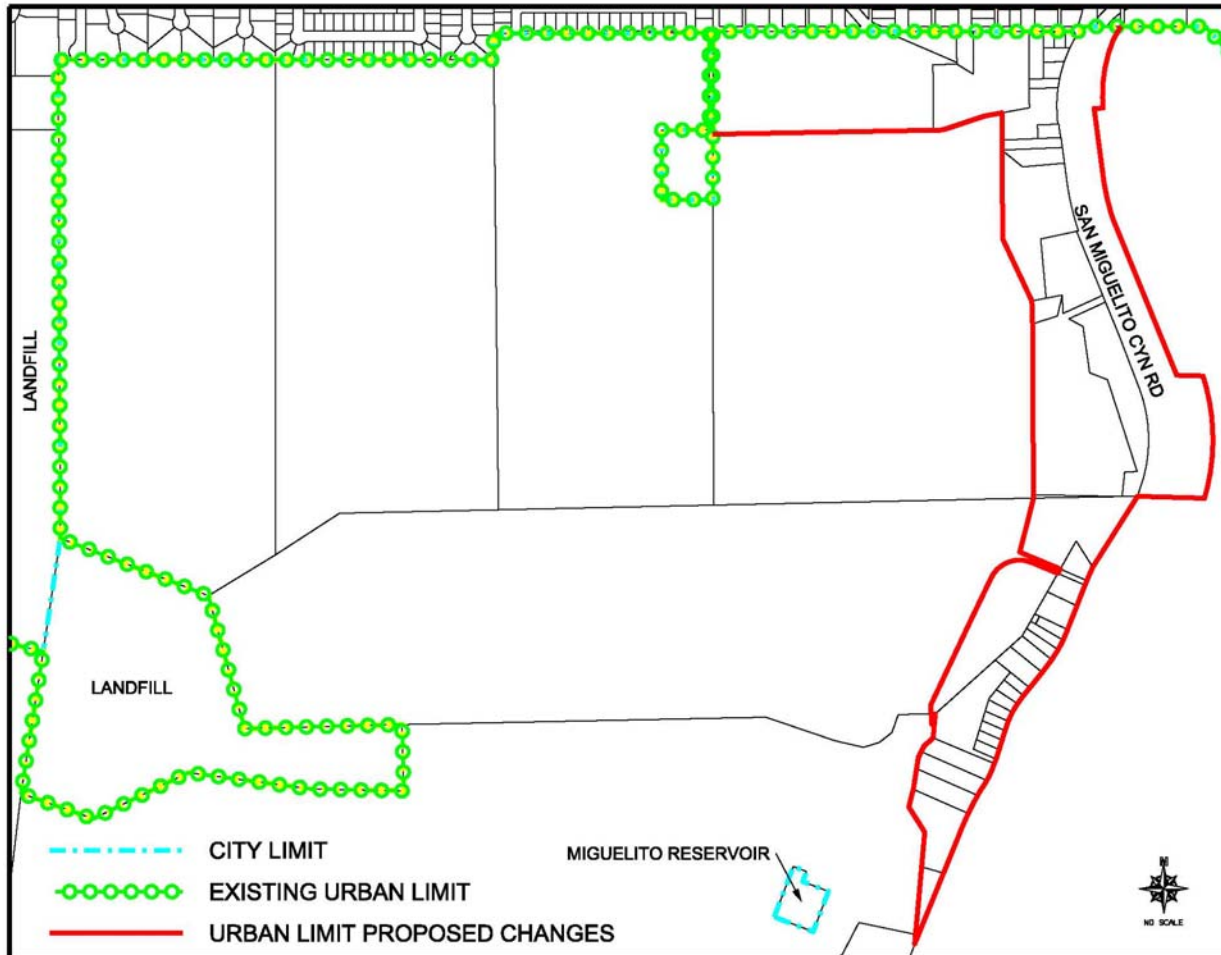 SAN MIGUELITO CYN RD
LANDFILL
LANDFILL
CITY LIMIT
MIGUELITO RESERVOIR
EXISTING URBAN LIMIT
URBAN LIMIT PROPOSED CHANGES
N
NO SCALE